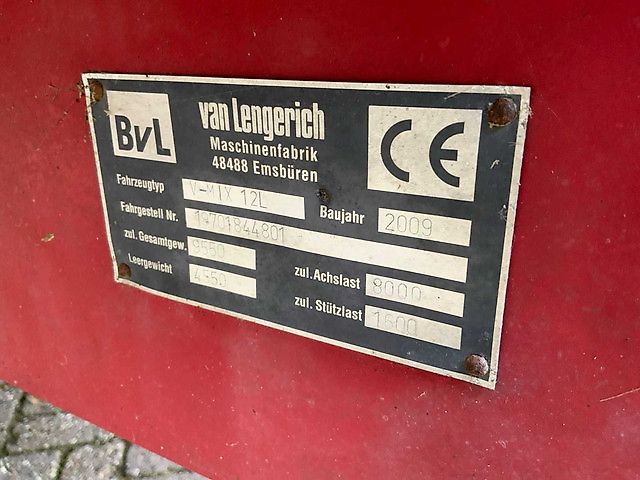 BvL
van Lengerich
Maschinenfabrik
48488 Emsbüren
CE
Fahrzeugtyp V-MIX 12L
Baujahr 2009
Fahrgestell Nr. 19701844801
zul. Gesamtgew. 9550
Leergewicht 4550
zul. Achslast 8000
zul. Stützlast 1600